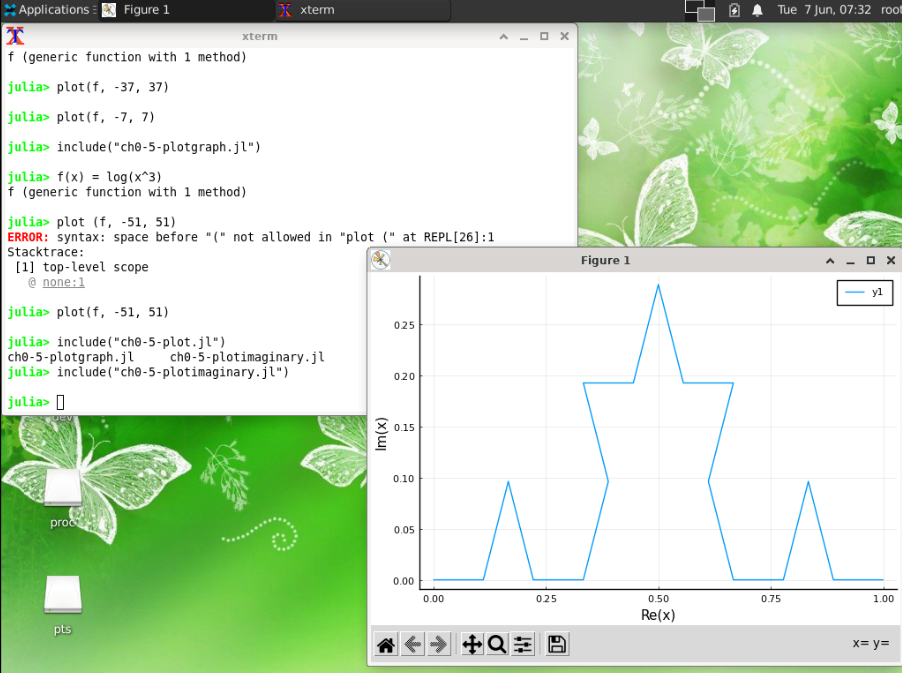 Applications
Figure 1
xterm
Tue 7 Jun, 07:32 root
xterm
f (generic function with 1 method)
julia> plot(f, -37, 37)
julia> plot(f, -7, 7)
julia> include("ch0-5-plotgraph.jl")
julia> f(x) = log(x^3)
f (generic function with 1 method)
julia> plot (f, -51, 51)
ERROR: syntax: space before "(" not allowed in "plot (" at REPL[26]:1
Stacktrace:
[1] top-level scope
@ none:1
julia> plot(f, -51, 51)
julia> include("ch0-5-plot.jl")
ch0-5-plotgraph.jl ch0-5-plotimaginary.jl
julia> include("ch0-5-plotimaginary.jl")
julia>
Figure 1
y1
0.25
0.20
0.15
0.10
0.05
0.00
Im(x)
0.00 0.25 0.50 0.75 1.00
Re(x)
x= y=
proc
pts